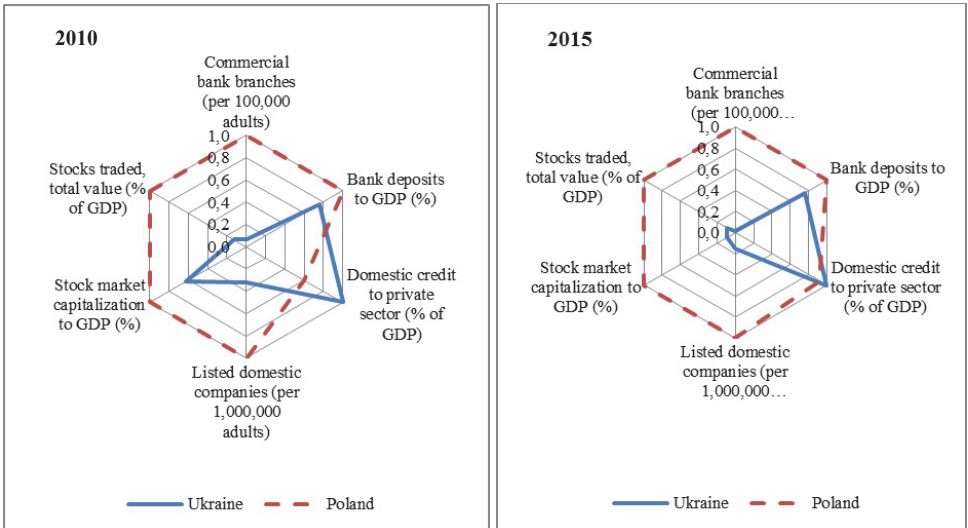 2010
Commercial
bank branches
(per 100,000
adults)
1,0
0,8
0,6
0,4
0,2
0,0
Bank deposits
to GDP (%)
Domestic credit
to private
sector (% of
GDP)
Listed domestic
companies (per
1,000,000
adults)
Stock market
capitalization
to GDP (%)
Stocks traded,
total value (%
of GDP)
Ukraine
Poland
2015
Commercial
bank branches
(per 100,000…
1,0
0,8
0,6
0,4
0,2
0,0
Bank deposits to
GDP (%)
Domestic credit
to private sector
(% of GDP)
Listed domestic
companies (per
1,000,000…
Stock market
capitalization to
GDP (%)
Stocks traded,
total value (% of
GDP)
Ukraine
Poland